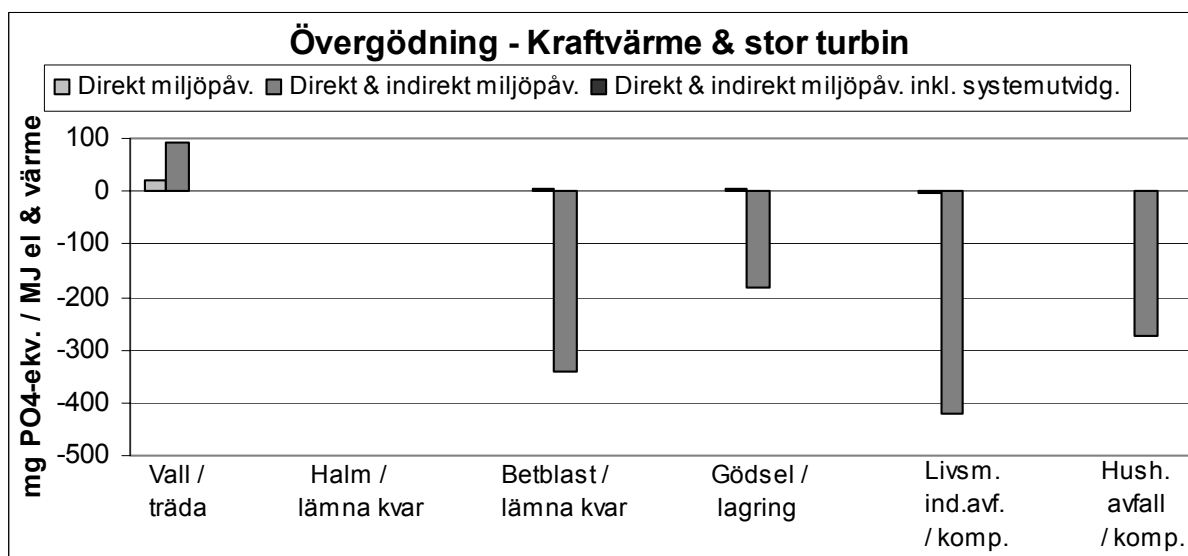 Övergödning - Kraftvärme & stor turbin
Direkt miljöpåv. Direkt & indirekt miljöpåv. Direkt & indirekt miljöpåv. inkl. systemutvidg.
mg PO4-ekv. / MJ el & värme
100
0
-100
-200
-300
-400
-500
Vall /
träda
Halm /
lämna kvar
Betblast /
lämna kvar
Gödsel /
lagring
Livsm.
ind.avf.
/ komp.
Hush.
avfall
/ komp.